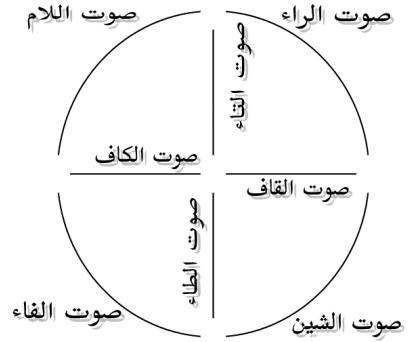 صوت الراء
صوت اللام
صوت التاء
صوت الكاف
صوت القاف
صوت الطاء
صوت الفاء
صوت الشين